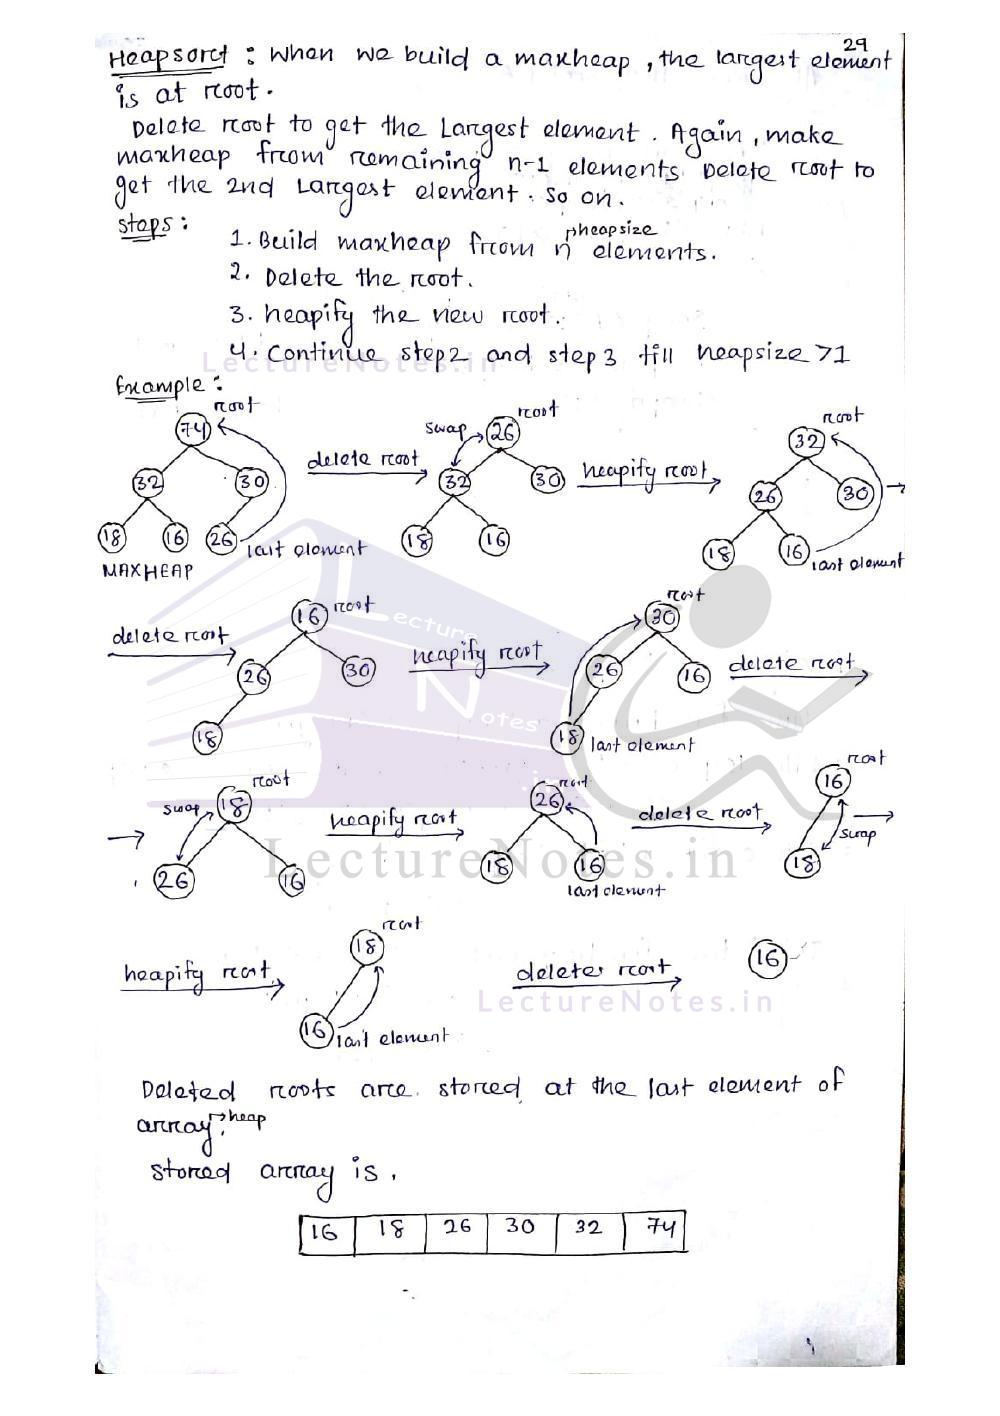 29
Heapsort : When we build a maxheap, the largest element
is at root.
Delete root to get the Largest element. Again, make
maxheap from remaining n-1 elements. Delete root to
get the 2nd Largest element. So on.
steps :
heapsize
1. Build maxheap from n elements.
2. Delete the root.
3. heapify the new root.
4. Continue step2 and step3 till heapsize >1
LectureNotes.in
Example :
root
74
32 30
18 16 26
last element
MAXHEAP
delete root
root
swap 26
32 30
18 16
heapify root
root
32
26 30
18 16
last element
delete root
16 root
26 30
18
heapify root
root
30
26 16
18 last element
delete root
Lecture
Notes
.in
root
swap 18
26 16
heapify root
root
26
18 16
last element
delete root
root
16
swap
18
LectureNotes.in
heapify root
root
18
16 last element
deletes root
16
LectureNotes.in
Deleted roots are stored at the last element of
array. heap
stored array is,
16 18 26 30 32 74